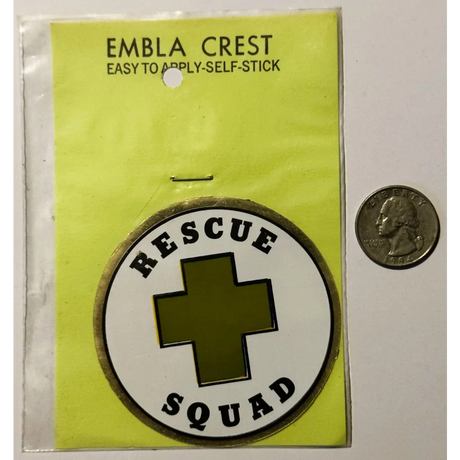 EMBLA CREST
EASY TO APPLY-SELF-STICK
RESCUE
SQUAD
LIBERTY